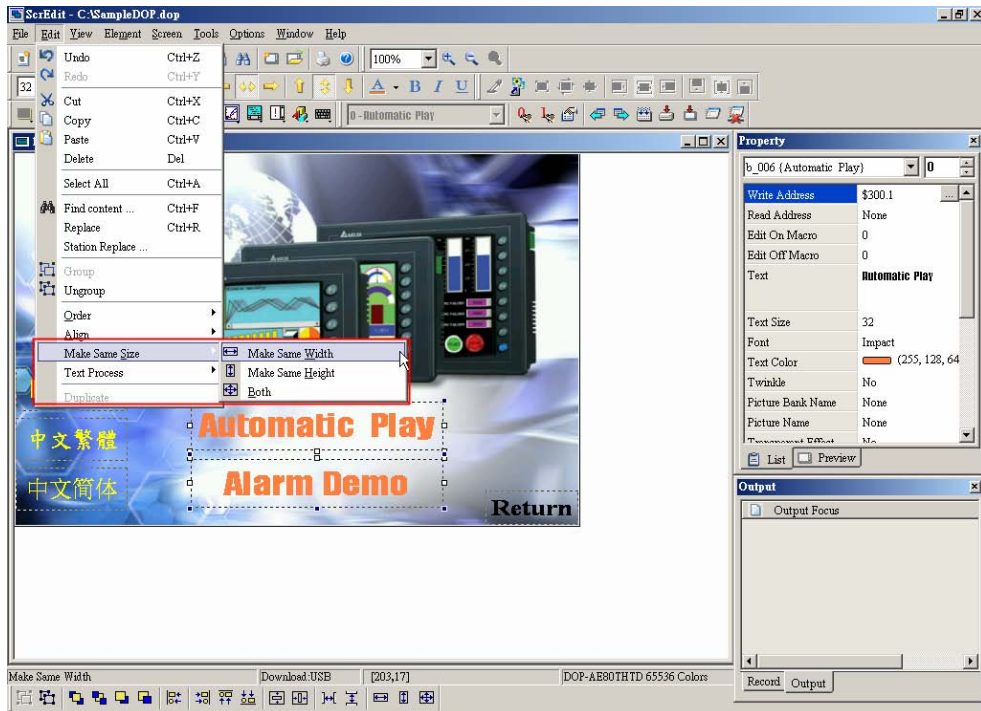 ScrEdit - C:\SampleDOP.dop
File Edit View Element Screen Tools Options Window Help
100%
32
0 - Automatic Play
Undo Ctrl+Z
Redo Ctrl+Y
Cut Ctrl+X
Copy Ctrl+C
Paste Ctrl+V
Delete Del
Select All Ctrl+A
Find content ... Ctrl+F
Replace Ctrl+R
Station Replace ...
Group
Ungroup
Order
Align
Make Same Size
Text Process
Duplicate
Make Same Width
Make Same Height
Both
Automatic Play
Alarm Demo
中文繁體
中文简体
Return
Property
b_006 {Automatic Play} 0
Write Address $300.1 ...
Read Address None
Edit On Macro 0
Edit Off Macro 0
Text Automatic Play
Text Size 32
Font Impact
Text Color (255, 128, 64
Twinkle No
Picture Bank Name None
Picture Name None
Transparent Effect No
List Preview
Output
Output Focus
Record Output
Make Same Width Download:USB [203,17] DOP-AE80THTD 65536 Colors